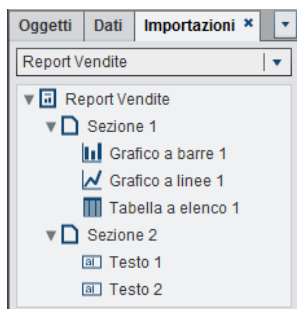 Oggetti Dati Importazioni
Report Vendite
Report Vendite
Sezione 1
Grafico a barre 1
Grafico a linee 1
Tabella a elenco 1
Sezione 2
Testo 1
Testo 2